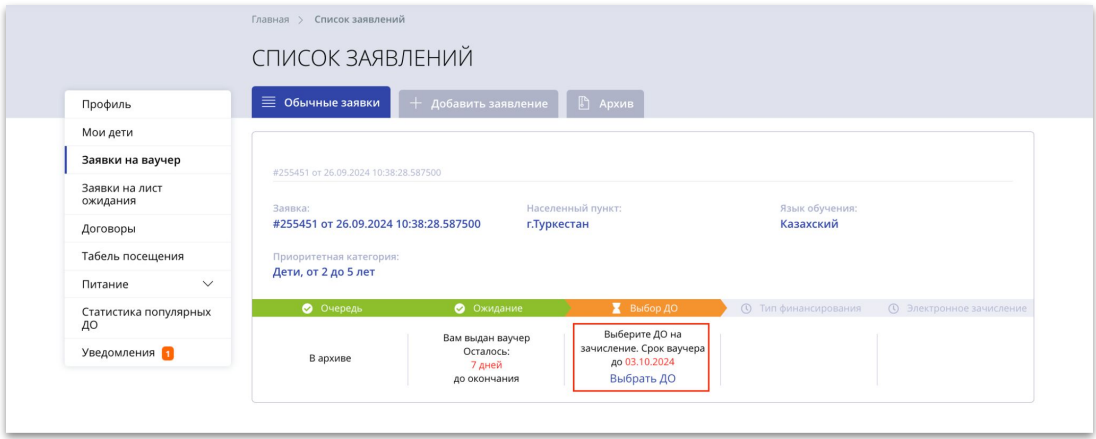 Главная > Список заявлений
СПИСОК ЗАЯВЛЕНИЙ
Профиль
Мои дети
Заявки на ваучер
Заявки на лист
ожидания
Договоры
Табель посещения
Питание
Статистика популярных
ДО
Уведомления 1
Обычные заявки
Добавить заявление
Архив
#255451 от 26.09.2024 10:38:28.587500
Заявка:
#255451 от 26.09.2024 10:38:28.587500
Населенный пункт:
г.Туркестан
Язык обучения:
Казахский
Приоритетная категория:
Дети, от 2 до 5 лет
Очередь
Ожидание
Выбор ДО
Тип финансирования
Электронное зачисление
В архиве
Вам выдан ваучер
Осталось:
7 дней
до окончания
Выберите ДО на
зачисление. Срок ваучера
до 03.10.2024
Выбрать ДО